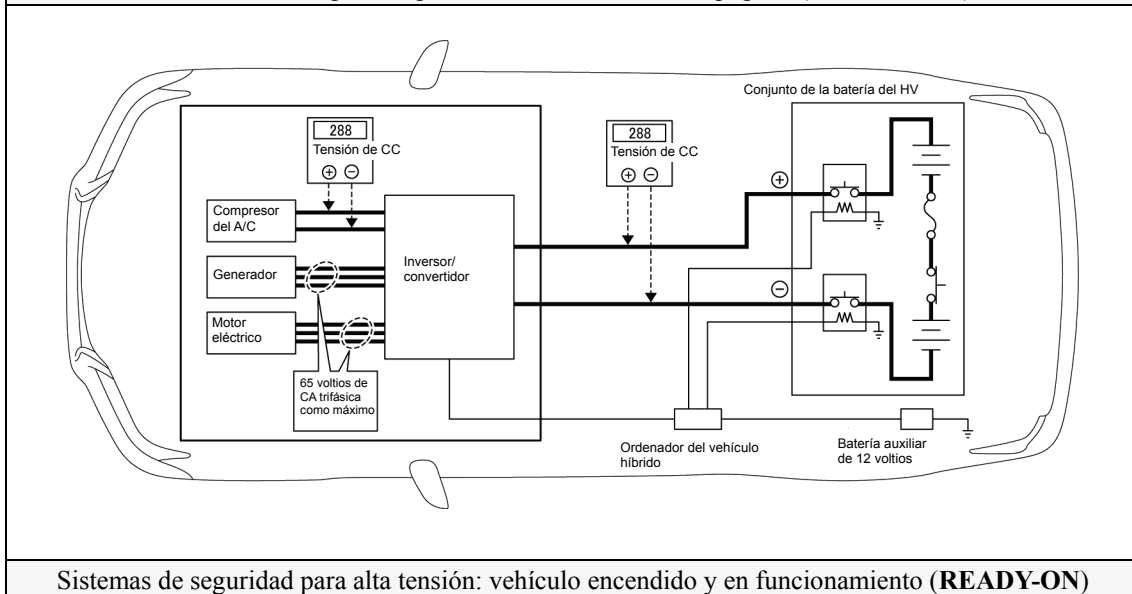 Conjunto de la batería del HV
288
Tensión de CC
⊕ ⊖
288
Tensión de CC
⊕ ⊖
Compresor
del A/C
Generador
Motor
eléctrico
Inversor/
convertidor
⊕
⊖
65 voltios de
CA trifásica
como máximo
Ordenador del vehículo
híbrido
Batería auxiliar
de 12 voltios
Sistemas de seguridad para alta tensión: vehículo encendido y en funcionamiento (READY-ON)